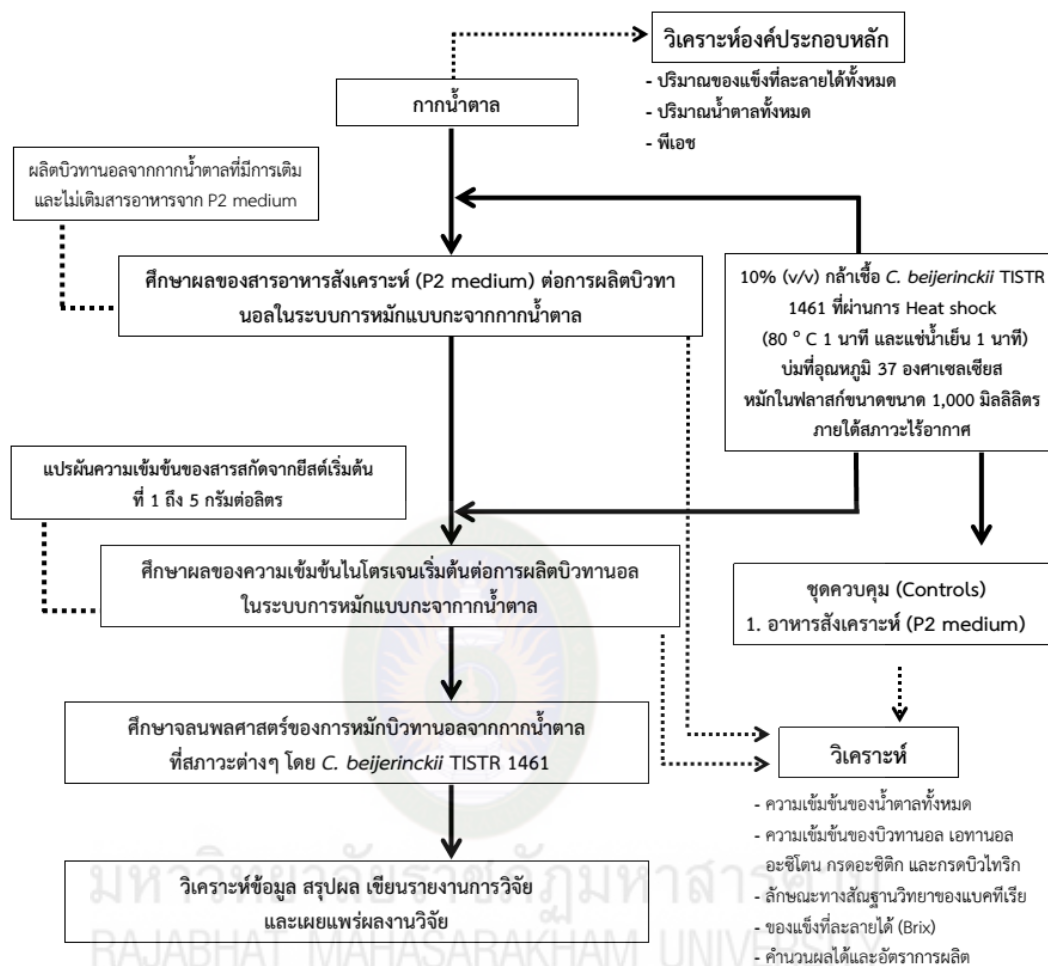 วิเคราะห์องค์ประกอบหลัก
- ปริมาณของแข็งที่ละลายได้ทั้งหมด
- ปริมาณน้ำตาลทั้งหมด
- พีเอช
กากน้ำตาล
ผลิตบิวทานอลจากกากน้ำตาลที่มีการเติม
และไม่เติมสารอาหารจาก P2 medium
ศึกษาผลของสารอาหารสังเคราะห์ (P2 medium) ต่อการผลิตบิวทา
นอลในระบบการหมักแบบกะจากกากน้ำตาล
10% (v/v) กล้าเชื้อ C. beijerinckii TISTR
1461 ที่ผ่านการ Heat shock
(80 ° C 1 นาที และแช่น้ำเย็น 1 นาที)
บ่มที่อุณหภูมิ 37 องศาเซลเซียส
หมักในฟลาสก์ขนาดขนาด 1,000 มิลลิลิตร
ภายใต้สภาวะไร้อากาศ
แปรผันความเข้มข้นของสารสกัดจากยีสต์เริ่มต้น
ที่ 1 ถึง 5 กรัมต่อลิตร
ศึกษาผลของความเข้มข้นไนโตรเจนเริ่มต้นต่อการผลิตบิวทานอล
ในระบบการหมักแบบกะจากากน้ำตาล
ชุดควบคุม (Controls)
1. อาหารสังเคราะห์ (P2 medium)
ศึกษาจลนพลศาสตร์ของการหมักบิวทานอลจากกากน้ำตาล
ที่สภาวะต่างๆ โดย C. beijerinckii TISTR 1461
วิเคราะห์
- ความเข้มข้นของน้ำตาลทั้งหมด
- ความเข้มข้นของบิวทานอล เอทานอล
อะซิโตน กรดอะซิติก และกรดบิวไทริก
- ลักษณะทางสัณฐานวิทยาของแบคทีเรีย
- ของแข็งที่ละลายได้ (Brix)
- คำนวนผลได้และอัตราการผลิต
วิเคราะห์ข้อมูล สรุปผล เขียนรายงานการวิจัย
และเผยแพร่ผลงานวิจัย
มหาวิทยาลัยราชภัฏมหาสารคาม
RAJABHAT MAHASARAKHAM UNIVERSITY